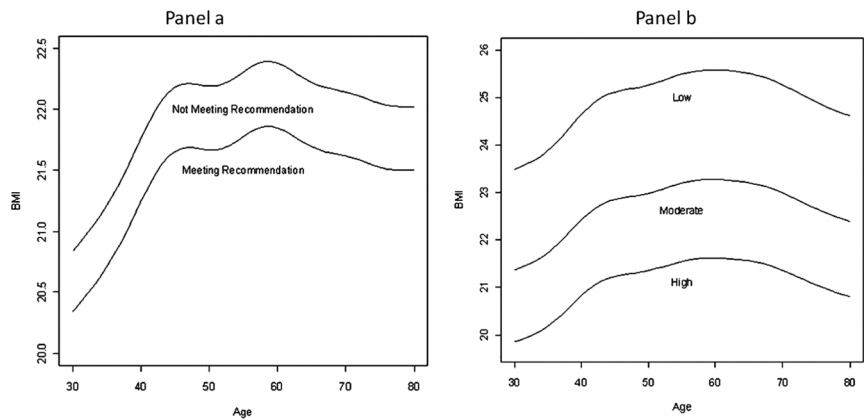 Panel a
22.5
22.0
21.5
21.0
20.5
20.0
BMI
Not Meeting Recommendation
Meeting Recommendation
30 40 50 60 70 80
Age
Panel b
26
25
24
23
22
21
20
BMI
Low
Moderate
High
30 40 50 60 70 80
Age